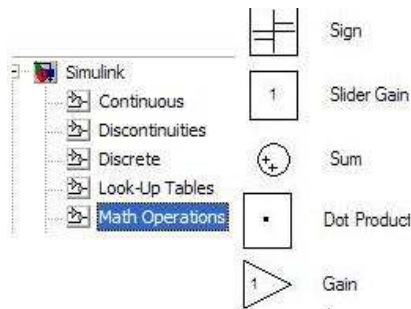 Simulink
Continuous
Discontinuities
Discrete
Look-Up Tables
Math Operations
Sign
1
Slider Gain
Sum
Dot Product
1
Gain